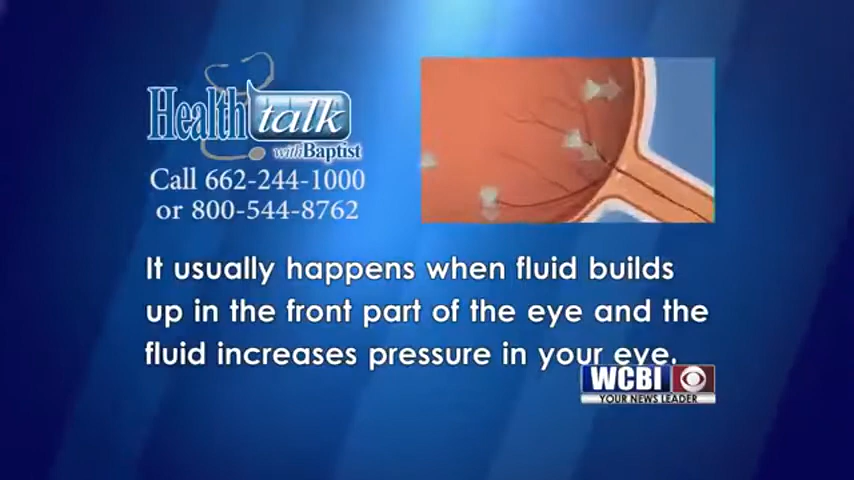 Health talk
with Baptist
Call 662-244-1000
or 800-544-8762
It usually happens when fluid builds
up in the front part of the eye and the
fluid increases pressure in your eye.
WCBI
YOUR NEWS LEADER